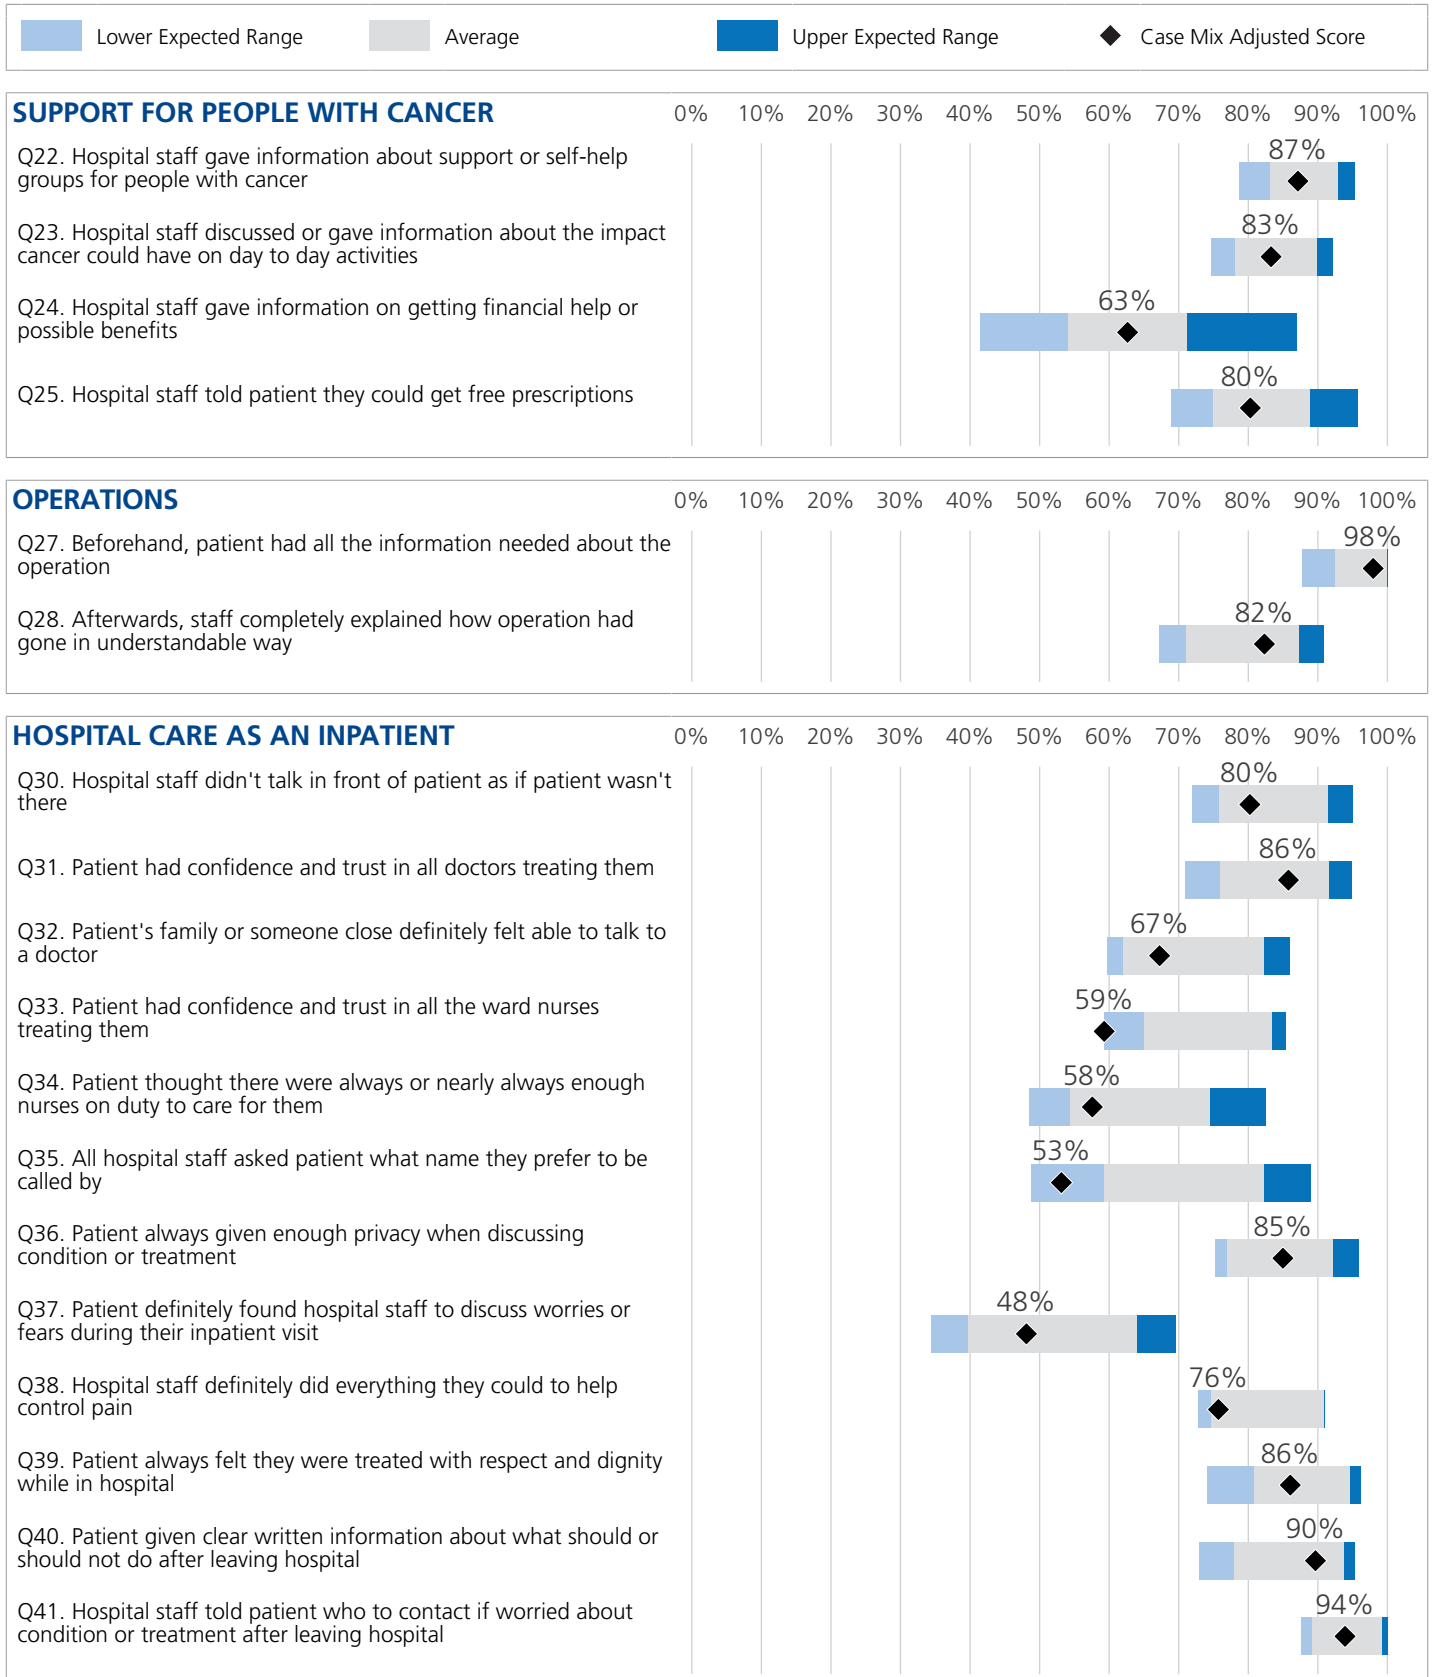 Lower Expected Range Average Upper Expected Range Case Mix Adjusted Score
SUPPORT FOR PEOPLE WITH CANCER 0% 10% 20% 30% 40% 50% 60% 70% 80% 90% 100%
Q22. Hospital staff gave information about support or self-help
groups for people with cancer
87%
Q23. Hospital staff discussed or gave information about the impact
cancer could have on day to day activities
83%
Q24. Hospital staff gave information on getting financial help or
possible benefits
63%
Q25. Hospital staff told patient they could get free prescriptions
80%
OPERATIONS 0% 10% 20% 30% 40% 50% 60% 70% 80% 90% 100%
Q27. Beforehand, patient had all the information needed about the
operation
98%
Q28. Afterwards, staff completely explained how operation had
gone in understandable way
82%
HOSPITAL CARE AS AN INPATIENT 0% 10% 20% 30% 40% 50% 60% 70% 80% 90% 100%
Q30. Hospital staff didn't talk in front of patient as if patient wasn't
there
80%
Q31. Patient had confidence and trust in all doctors treating them
86%
Q32. Patient's family or someone close definitely felt able to talk to
a doctor
67%
Q33. Patient had confidence and trust in all the ward nurses
treating them
59%
Q34. Patient thought there were always or nearly always enough
nurses on duty to care for them
58%
Q35. All hospital staff asked patient what name they prefer to be
called by
53%
Q36. Patient always given enough privacy when discussing
condition or treatment
85%
Q37. Patient definitely found hospital staff to discuss worries or
fears during their inpatient visit
48%
Q38. Hospital staff definitely did everything they could to help
control pain
76%
Q39. Patient always felt they were treated with respect and dignity
while in hospital
86%
Q40. Patient given clear written information about what should or
should not do after leaving hospital
90%
Q41. Hospital staff told patient who to contact if worried about
condition or treatment after leaving hospital
94%